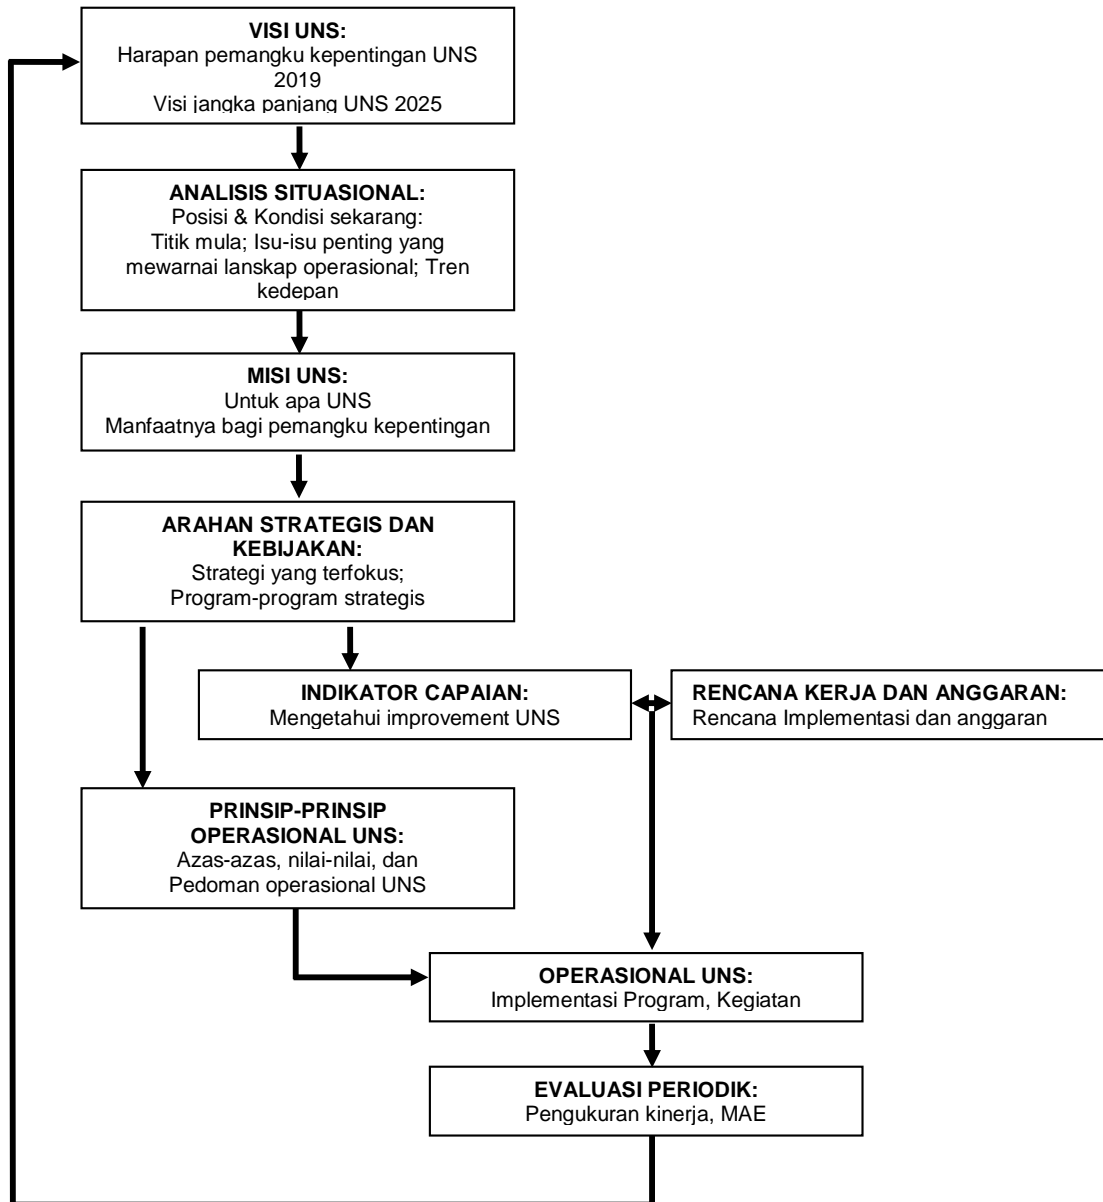 VISI UNS:
Harapan pemangku kepentingan UNS
2019
Visi jangka panjang UNS 2025
ANALISIS SITUASIONAL:
Posisi & Kondisi sekarang:
Titik mula; Isu-isu penting yang
mewarnai lanskap operasional; Tren
kedepan
MISI UNS:
Untuk apa UNS
Manfaatnya bagi pemangku kepentingan
ARAHAN STRATEGIS DAN
KEBIJAKAN:
Strategi yang terfokus;
Program-program strategis
INDIKATOR CAPAIAN:
Mengetahui improvement UNS
RENCANA KERJA DAN ANGGARAN:
Rencana Implementasi dan anggaran
PRINSIP-PRINSIP
OPERASIONAL UNS:
Azas-azas, nilai-nilai, dan
Pedoman operasional UNS
OPERASIONAL UNS:
Implementasi Program, Kegiatan
EVALUASI PERIODIK:
Pengukuran kinerja, MAE